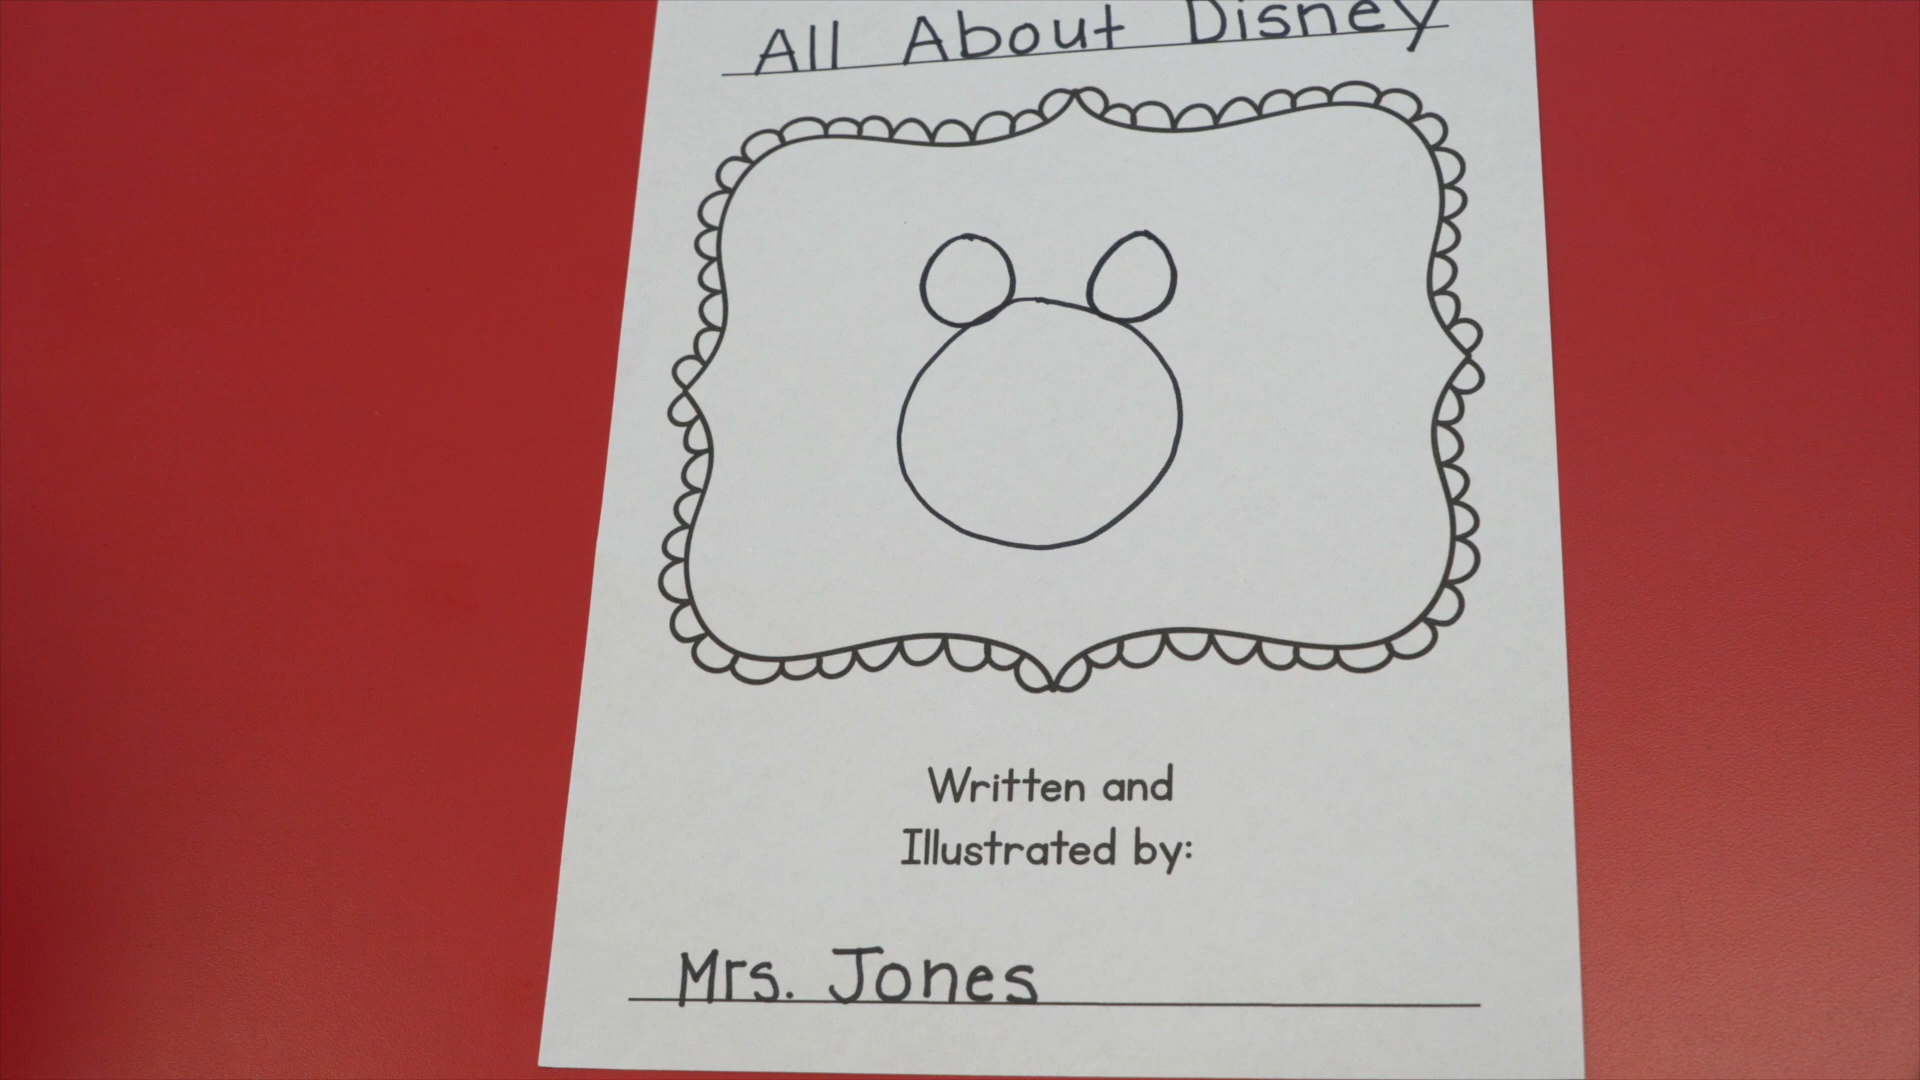 All About Disney
Written and
Illustrated by:
Mrs. Jones